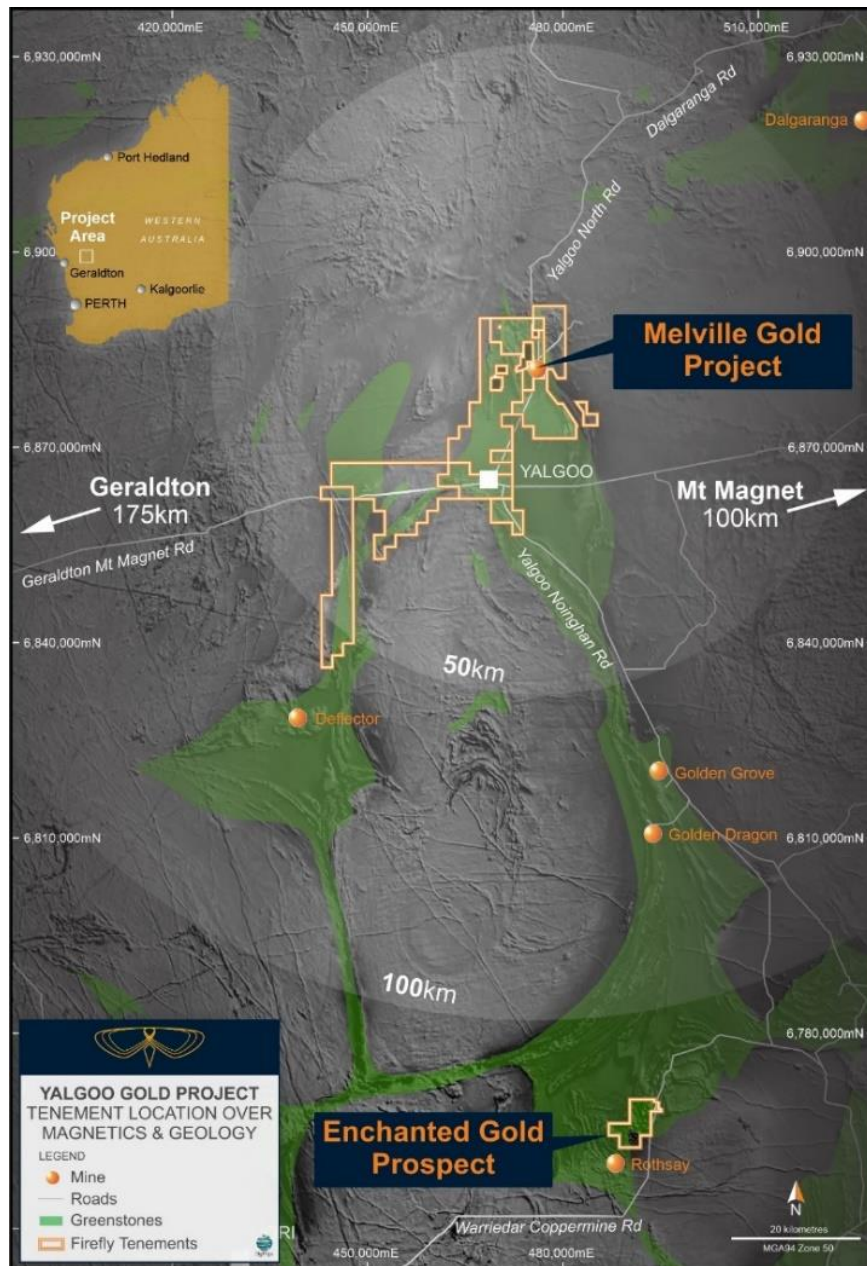 420,000mE
450,000mE
480,000mE
510,000mE
6,930,000mN
6,930,000mN
Dalgaranga Rd
Dalgaranga
Port Hedland
Project
Area
WESTERN
AUSTRALIA
Geraldton
Kalgoorlie
PERTH
Yalgoo North Rd
6,900
6,900,000mN
Melville Gold
Project
6,870,000mN
6,870,000mN
YALGOO
Geraldton
175km
Mt Magnet
100km
Geraldton Mt Magnet Rd
Yalgoo Noinghan Rd
6,840,000mN
6,840,000mN
50km
Deflector
Golden Grove
Golden Dragon
6,810,000mN
6,810,000mN
100km
6,780,000mN
YALGOO GOLD PROJECT
TENEMENT LOCATION OVER
MAGNETICS & GEOLOGY
LEGEND
Mine
Roads
Greenstones
Firefly Tenements
Enchanted Gold
Prospect
Rothsay
Warriedar Coppermine Rd
RI
N
20 kilometres
MGA94 Zone 50
450,000mE
480,000mE